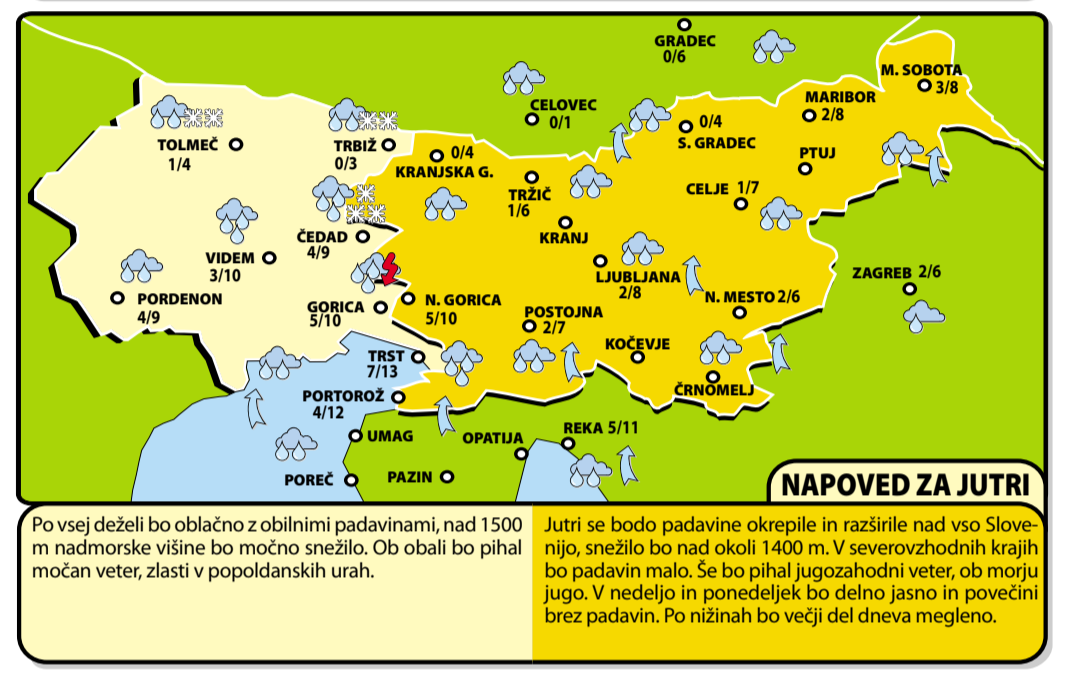 GRADEC
0/6
M. SOBOTA
3/8
CELOVEC
0/1
MARIBOR
2/8
0/4
S. GRADEC
TOLMEČ
1/4
TRBIŽ
0/3
0/4
KRANJSKA G.
PTUJ
TRŽIČ
1/6
CELJE 1/7
KRANJ
ČEDAD
4/9
VIDEM
3/10
LJUBLJANA
2/8
ZAGREB 2/6
PORDENON
4/9
GORICA
5/10
N. GORICA
5/10
N. MESTO 2/6
POSTOJNA
2/7
KOČEVJE
TRST
7/13
ČRNOMELJ
PORTOROŽ
4/12
UMAG
OPATIJA
REKA 5/11
POREČ
PAZIN
NAPOVED ZA JUTRI
Po vsej deželi bo oblačno z obilnimi padavinami, nad 1500
m nadmorske višine bo močno snežilo. Ob obali bo pihal
močan veter, zlasti v popoldanskih urah.
Jutri se bodo padavine okrepile in razširile nad vso Slove-
nijo, snežilo bo nad okoli 1400 m. V severovzhodnih krajih
bo padavin malo. Še bo pihal jugozahodni veter, ob morju
jugo. V nedeljo in ponedeljek bo delno jasno in povečini
brez padavin. Po nižinah bo večji del dneva megleno.